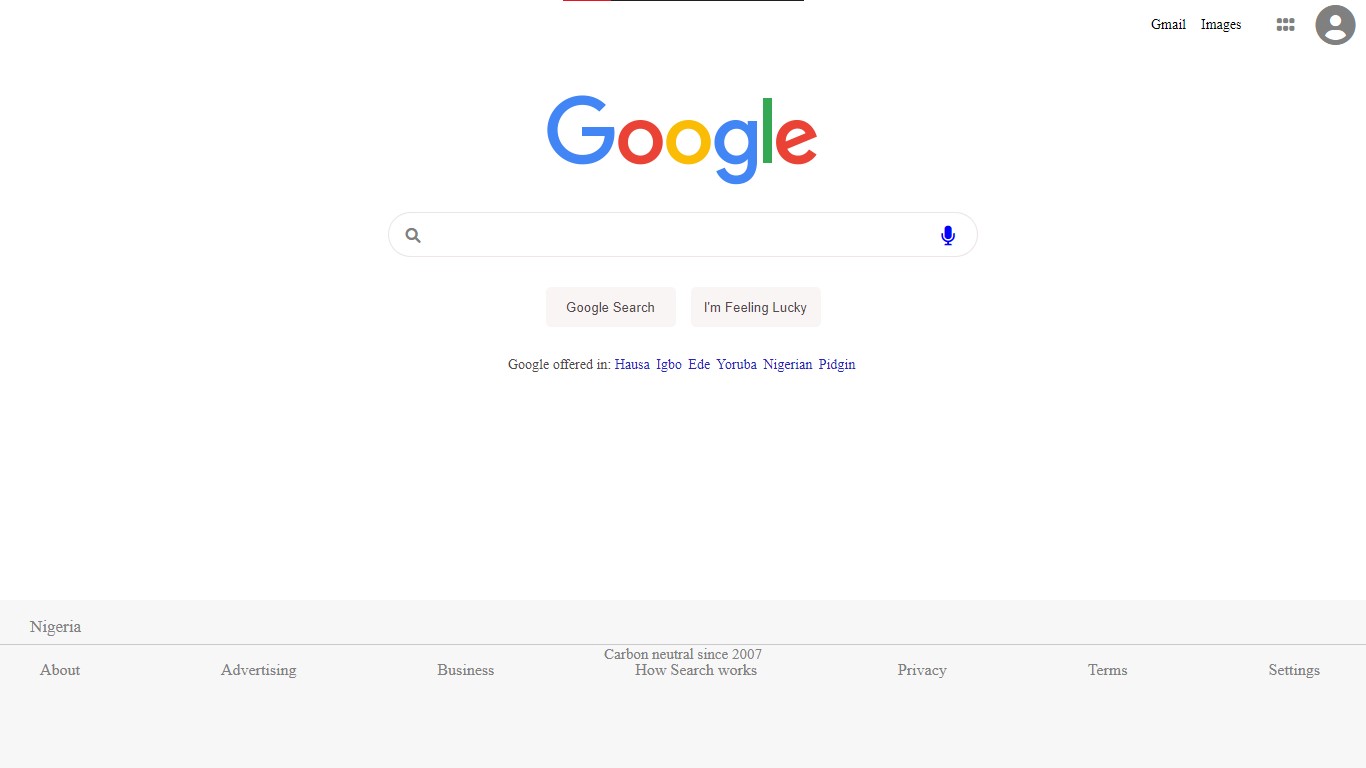 Gmail Images
Google
Google Search I'm Feeling Lucky
Google offered in: Hausa Igbo Ede Yoruba Nigerian Pidgin
Nigeria
Carbon neutral since 2007
About Advertising Business How Search works Privacy Terms Settings